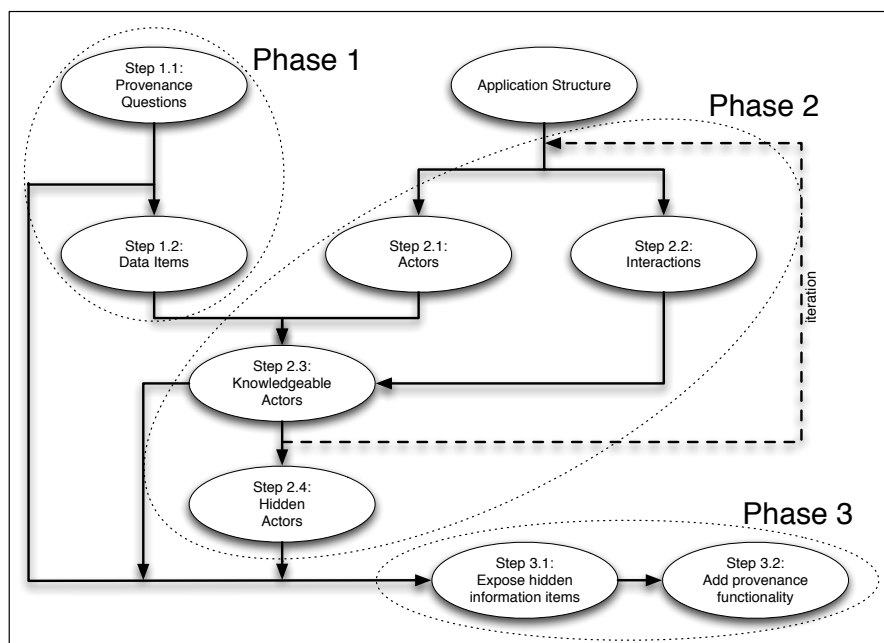 Phase 1
Step 1.1:
Provenance
Questions
Application Structure
Phase 2
Step 1.2:
Data Items
Step 2.1:
Actors
Step 2.2:
Interactions
iteration
Step 2.3:
Knowledgeable
Actors
Step 2.4:
Hidden
Actors
Phase 3
Step 3.1:
Expose hidden
information items
Step 3.2:
Add provenance
functionality